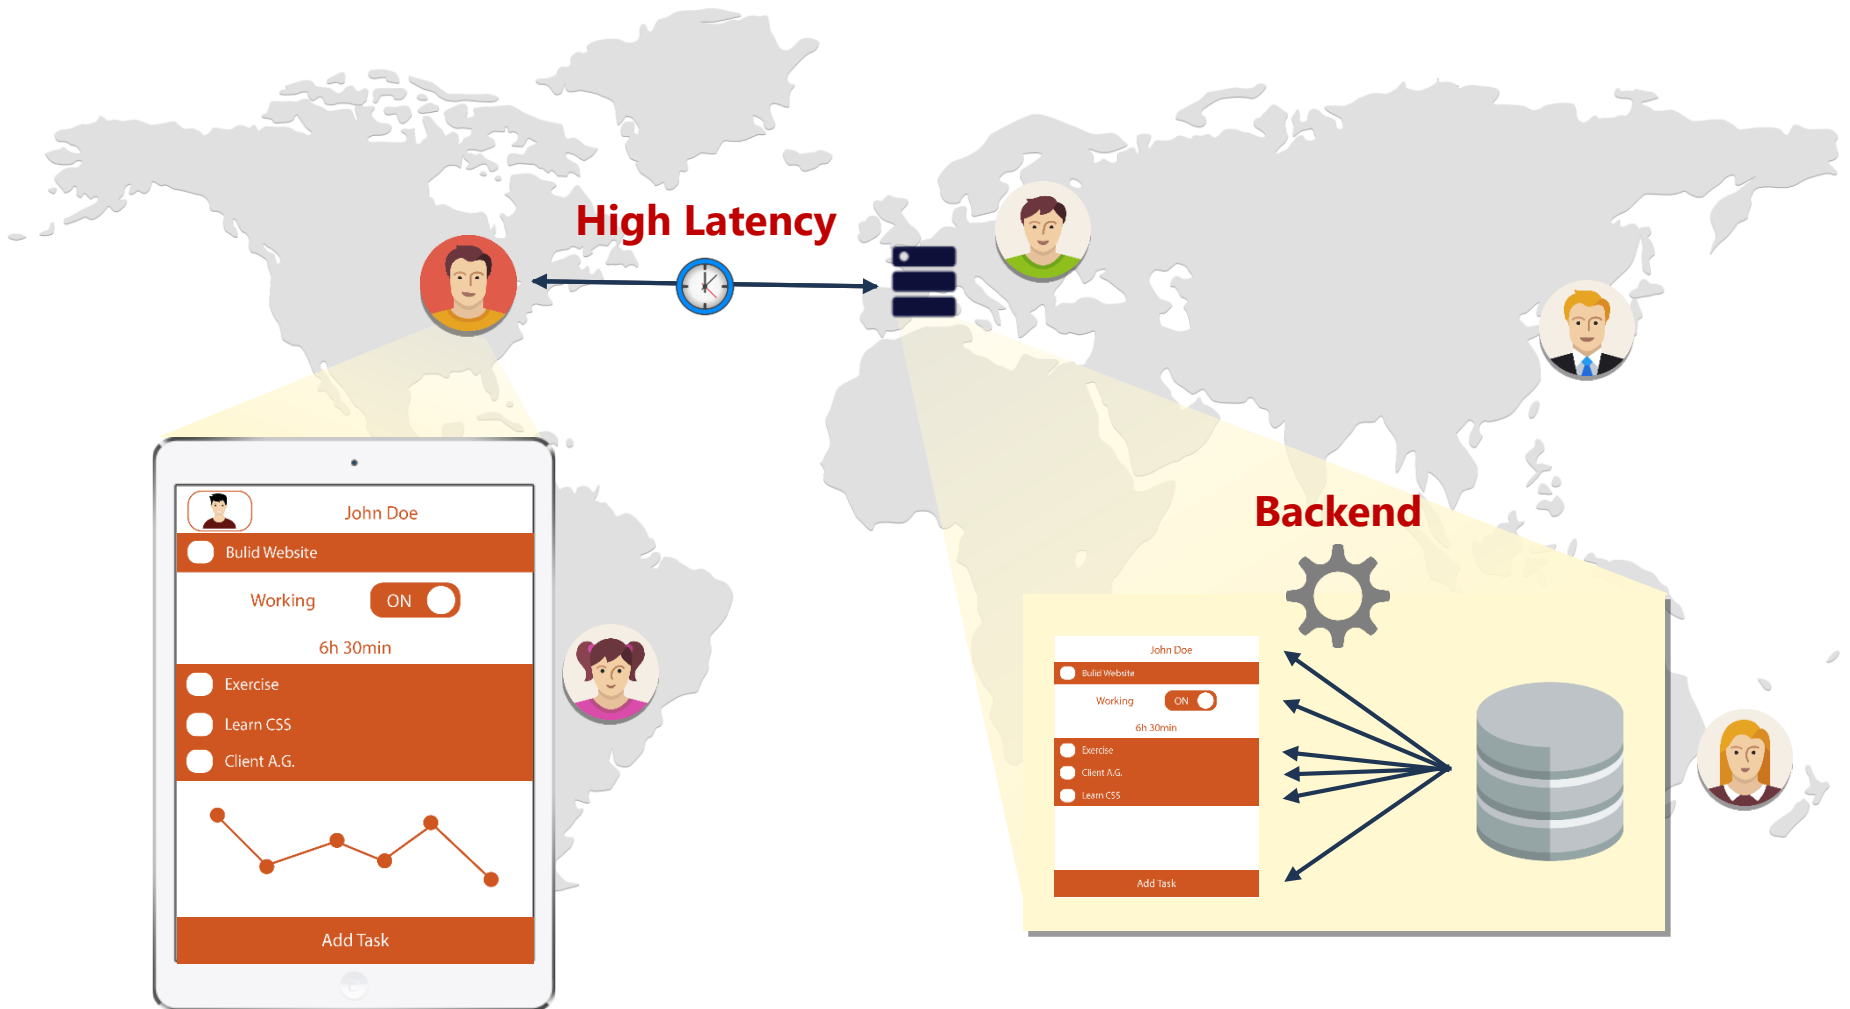 High Latency
John Doe
Bulid Website
Working
ON
6h 30min
Exercise
Learn CSS
Client A.G.
Add Task
Backend
John Doe
Bulid Website
Working
ON
6h 30min
Exercise
Client A.G.
Learn CSS
Add Task